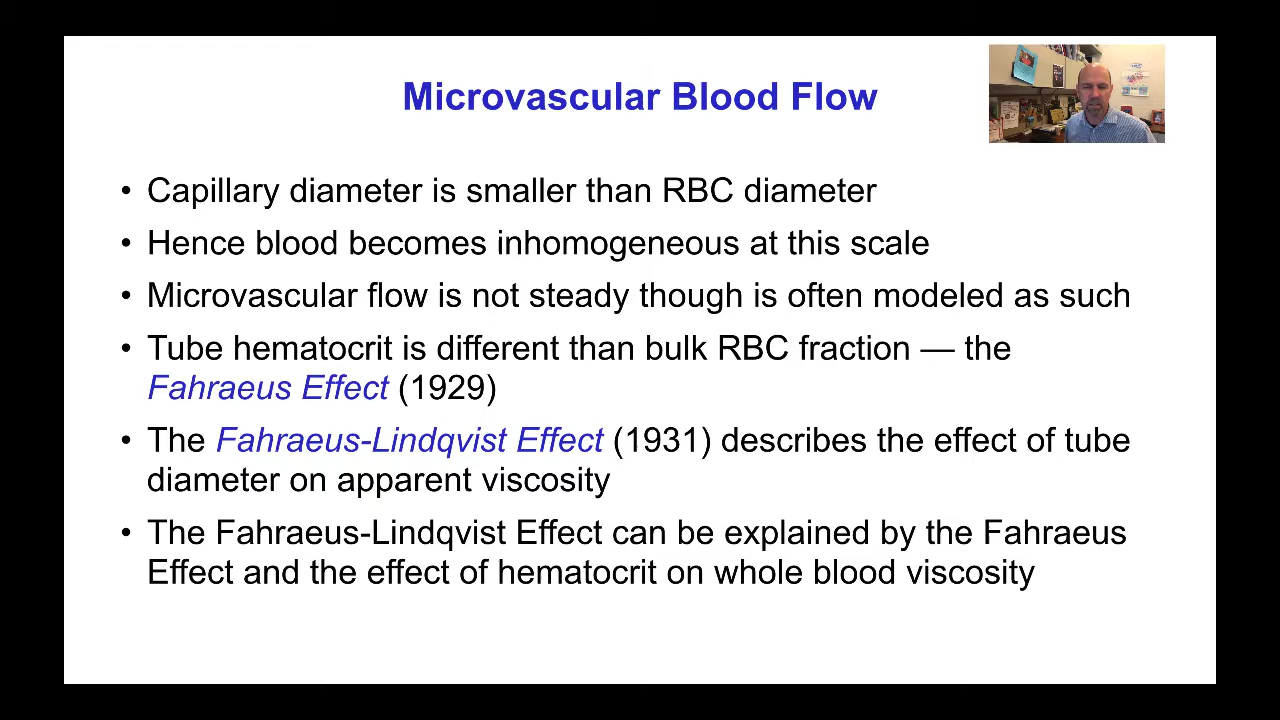 Microvascular Blood Flow
• Capillary diameter is smaller than RBC diameter
• Hence blood becomes inhomogeneous at this scale
• Microvascular flow is not steady though is often modeled as such
• Tube hematocrit is different than bulk RBC fraction — the
Fahraeus Effect (1929)
• The Fahraeus-Lindqvist Effect (1931) describes the effect of tube
diameter on apparent viscosity
• The Fahraeus-Lindqvist Effect can be explained by the Fahraeus
Effect and the effect of hematocrit on whole blood viscosity